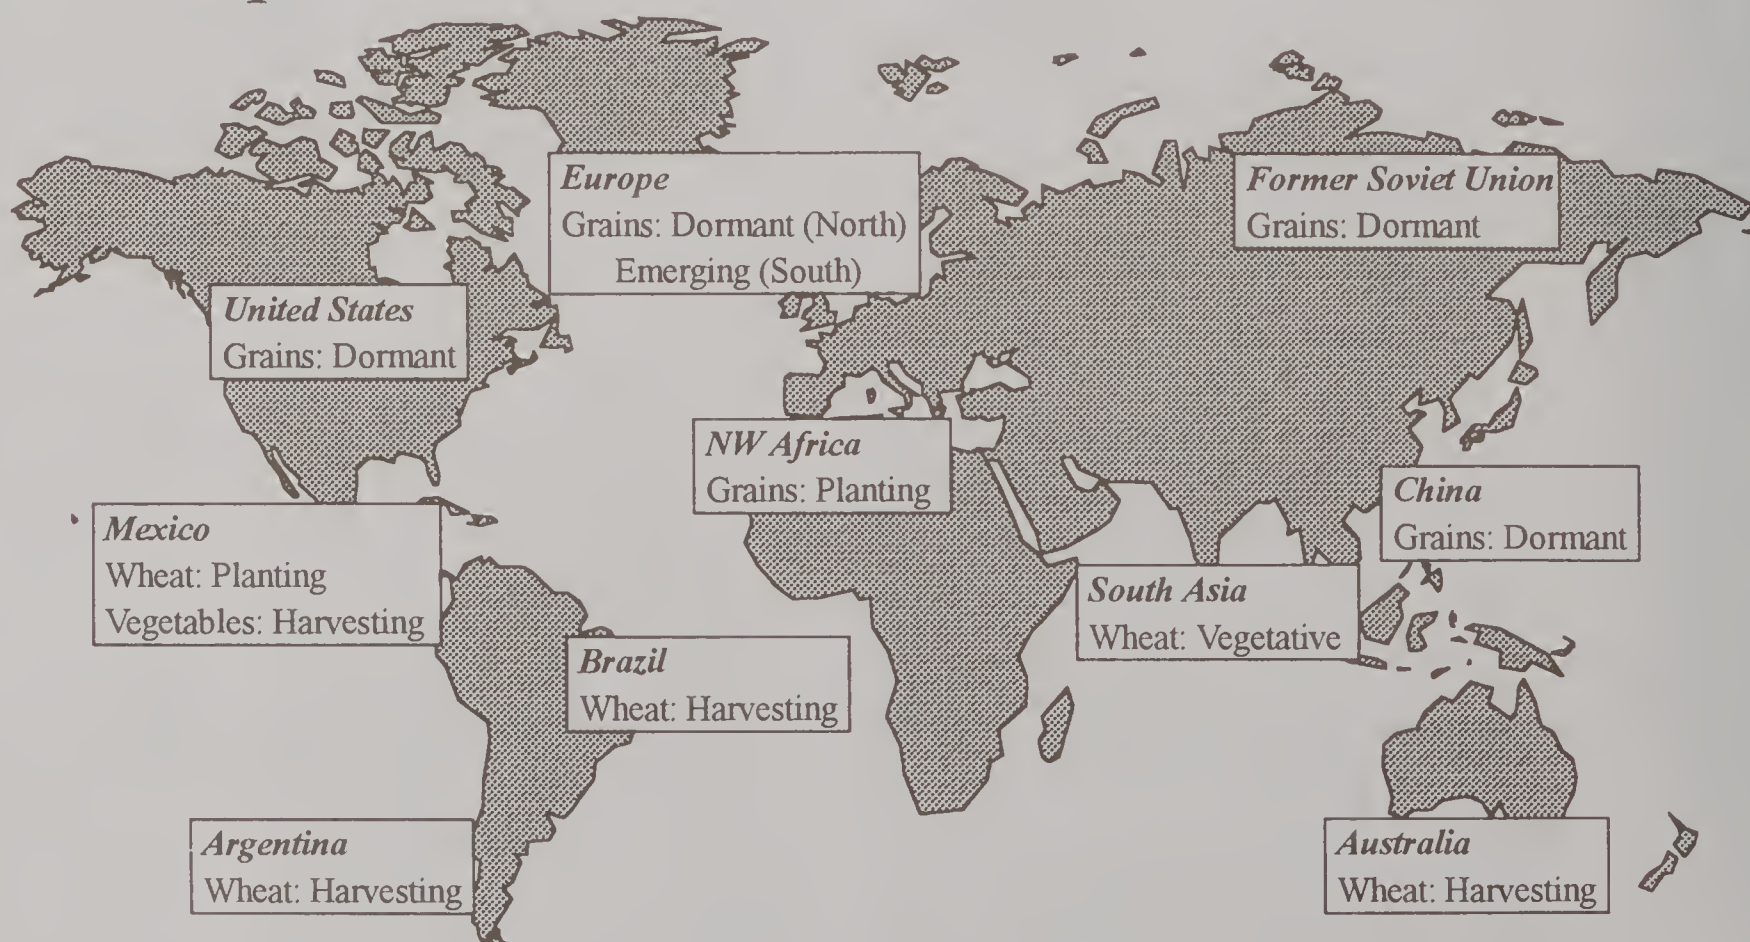 Europe
Grains: Dormant (North)
Emerging (South)
Former Soviet Union
Grains: Dormant
United States
Grains: Dormant
NW Africa
Grains: Planting
China
Grains: Dormant
Mexico
Wheat: Planting
Vegetables: Harvesting
South Asia
Wheat: Vegetative
Brazil
Wheat: Harvesting
Argentina
Wheat: Harvesting
Australia
Wheat: Harvesting